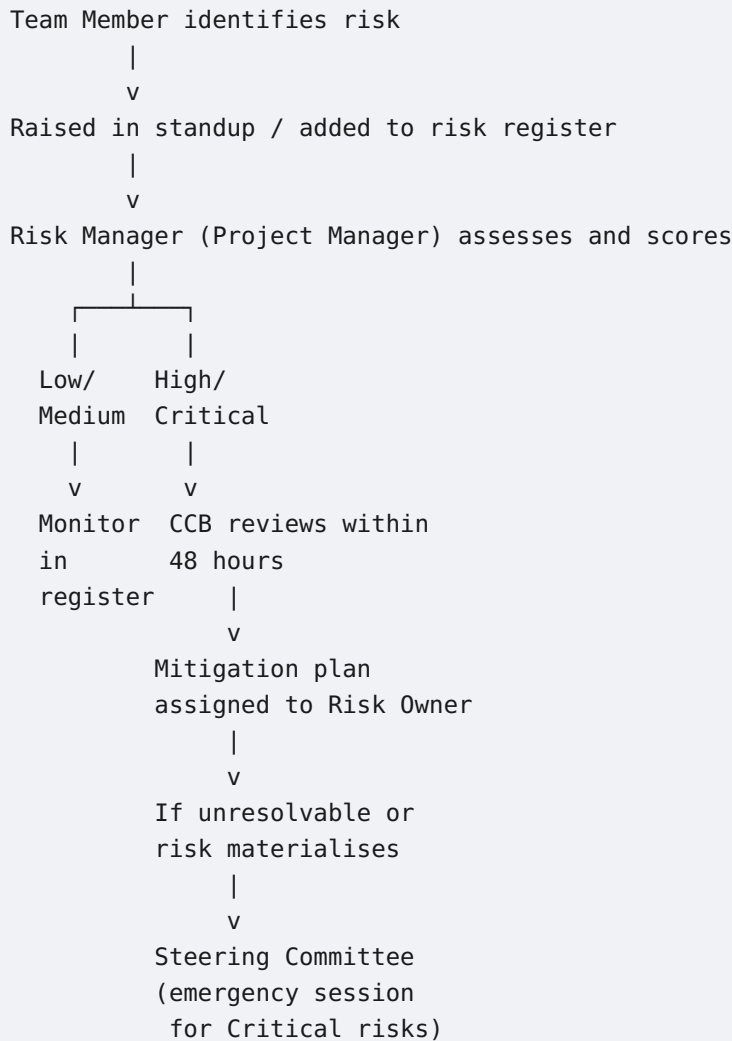 Team Member identifies risk
|
v
Raised in standup / added to risk register
|
v
Risk Manager (Project Manager) assesses and scores
|
┌───┴───┐
|       |
Low/    High/
Medium  Critical
|       |
v       v
Monitor  CCB reviews within
in       48 hours
register     |
v
Mitigation plan
assigned to Risk Owner
|
v
If unresolvable or
risk materialises
|
v
Steering Committee
(emergency session
for Critical risks)